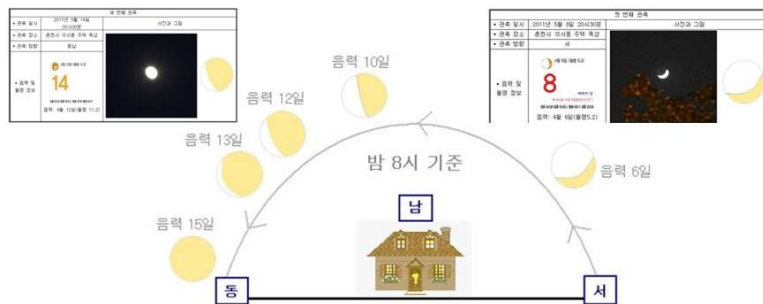 네 번째 관측
• 관측 일시 2011년 5월 14일 20시30분 사진과 그림
• 관측 장소 춘천시 석사동 주택 옥상
• 관측 방향 동남
• 음력 및 월령 정보
14
음력: 4월 12일(월령 11.2)
첫 번째 관측
• 관측 일시 2011년 5월 8일 20시30분 사진과 그림
• 관측 장소 춘천시 석사동 주택 옥상
• 관측 방향 서
• 음력 및 월령 정보
8
음력: 4월 6일(월령5.2)
음력 10일
음력 12일
음력 13일
밤 8시 기준
음력 6일
남
음력 15일
동
서